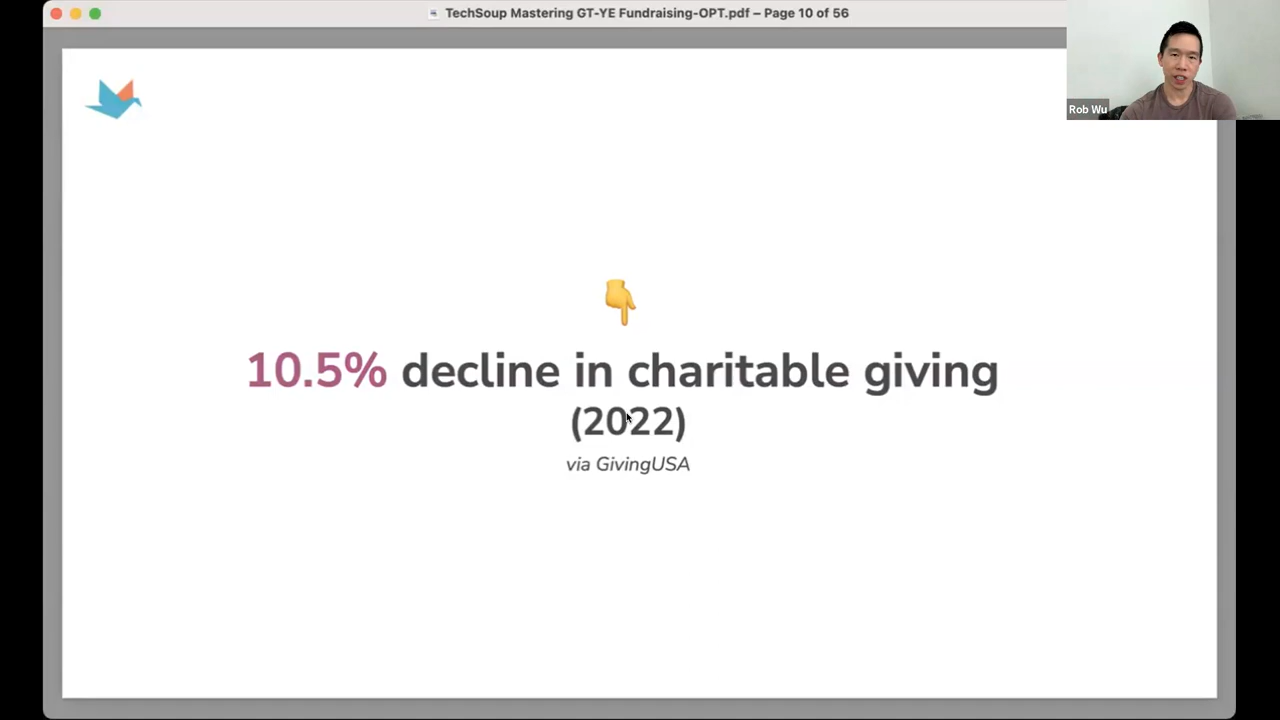 TechSoup Mastering GT-YE Fundraising-OPT.pdf – Page 10 of 56
Rob Wu
10.5% decline in charitable giving
(2022)
via GivingUSA